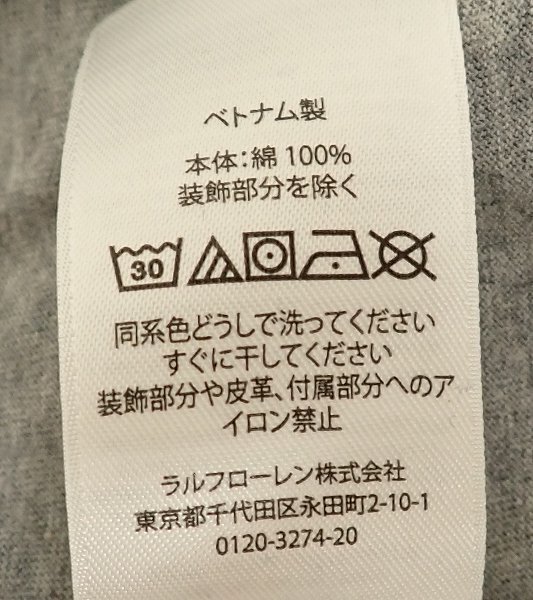 ベトナム製
本体:綿 100%
装飾部分を除く
30
同系色どうしで洗ってください
すぐに干してください
装飾部分や皮革、付属部分へのア
イロン禁止
ラルフローレン株式会社
東京都千代田区永田町2-10-1
0120-3274-20